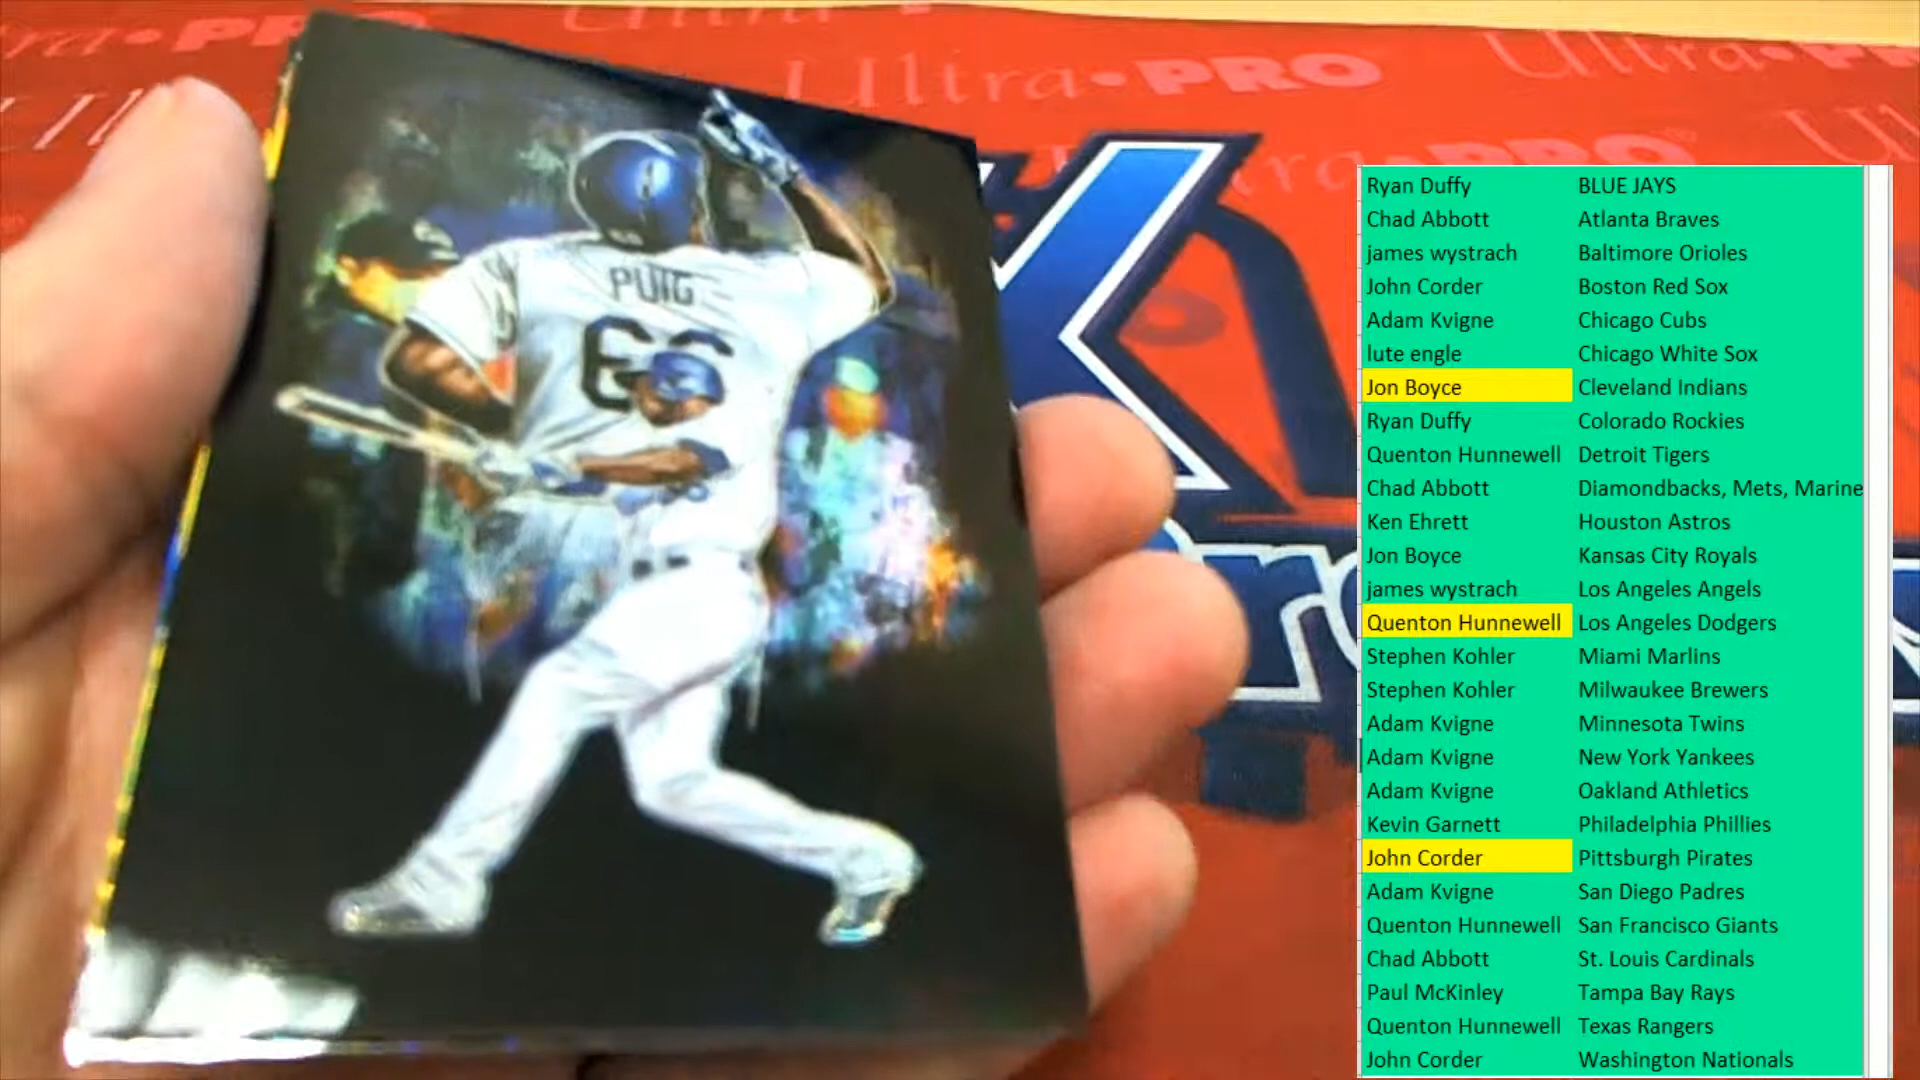 Ultra•PRO
Ultra•PRO
Ultra•PRO
PUIG
66
Ryan Duffy BLUE JAYS
Chad Abbott Atlanta Braves
james wystrach Baltimore Orioles
John Corder Boston Red Sox
Adam Kvigne Chicago Cubs
lute engle Chicago White Sox
Jon Boyce Cleveland Indians
Ryan Duffy Colorado Rockies
Quenton Hunnewell Detroit Tigers
Chad Abbott Diamondbacks, Mets, Marine
Ken Ehrett Houston Astros
Jon Boyce Kansas City Royals
james wystrach Los Angeles Angels
Quenton Hunnewell Los Angeles Dodgers
Stephen Kohler Miami Marlins
Stephen Kohler Milwaukee Brewers
Adam Kvigne Minnesota Twins
Adam Kvigne New York Yankees
Adam Kvigne Oakland Athletics
Kevin Garnett Philadelphia Phillies
John Corder Pittsburgh Pirates
Adam Kvigne San Diego Padres
Quenton Hunnewell San Francisco Giants
Chad Abbott St. Louis Cardinals
Paul McKinley Tampa Bay Rays
Quenton Hunnewell Texas Rangers
John Corder Washington Nationals